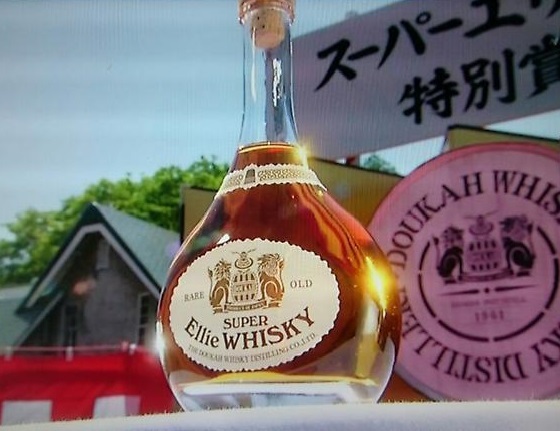 スーパーエリ
特別賞
RARE OLD
SUPER
Ellie WHISKY
THE DOUKAH WHISKY DISTILLING CO., LTD.
DOUKAH WHIS
KY DISTILLE
1941